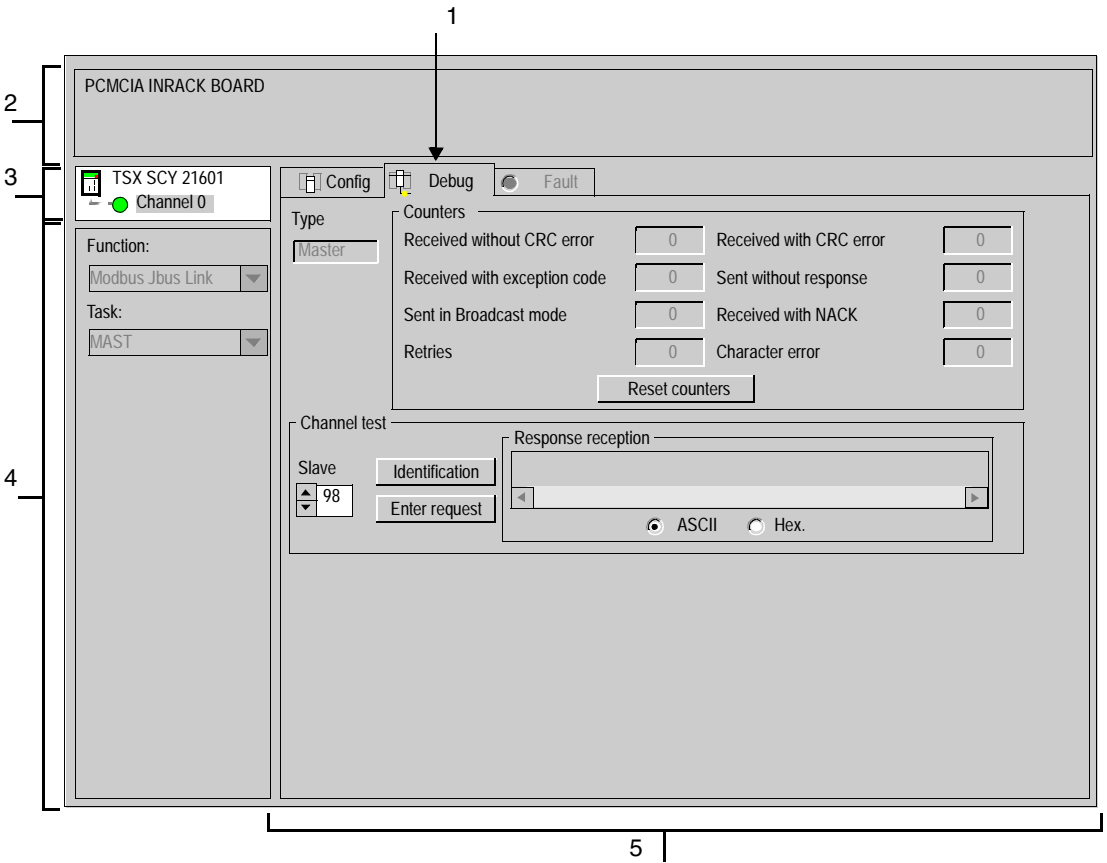 1
2
PCMCIA INRACK BOARD
3
TSX SCY 21601
Channel 0
Config
Debug
Fault
4
Function:
Modbus Jbus Link
Task:
MAST
Type
Master
Counters
Received without CRC error 0 Received with CRC error 0
Received with exception code 0 Sent without response 0
Sent in Broadcast mode 0 Received with NACK 0
Retries 0 Character error 0
Reset counters
Channel test
Slave
98
Identification
Enter request
Response reception
ASCII Hex.
5